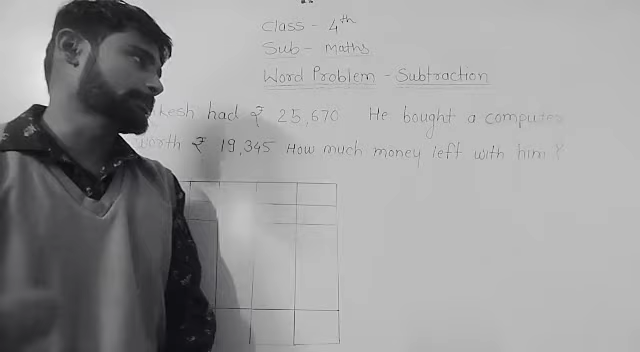 Class - 4th
Sub - Maths
Word Problem - Subtraction
had ₹ 25,670 He bought a computer
worth ₹ 19,345 How much money left with him ?